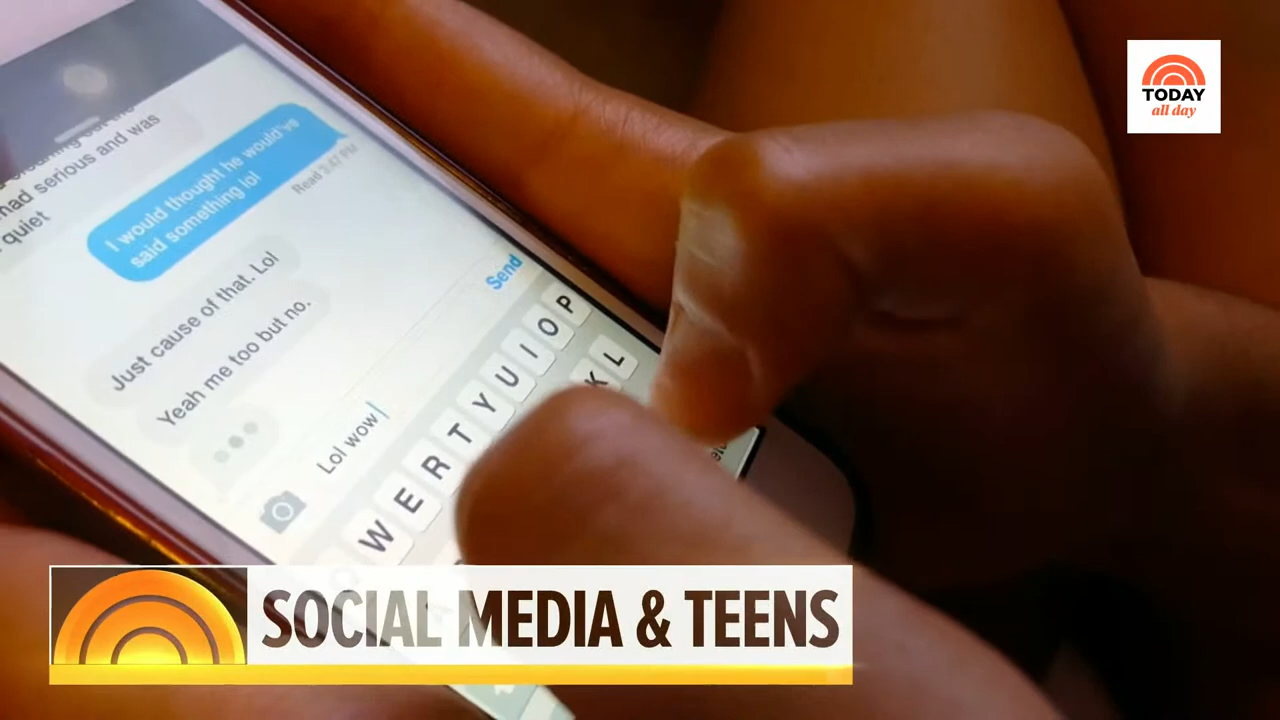 TODAY
all day
mad serious and was
quiet
I would thought he would've
said something lol
Read 3:47 PM
Just cause of that. Lol
Yeah me too but no.
Send
Lol wow
W E R T Y U I O P
K L
SOCIAL MEDIA & TEENS